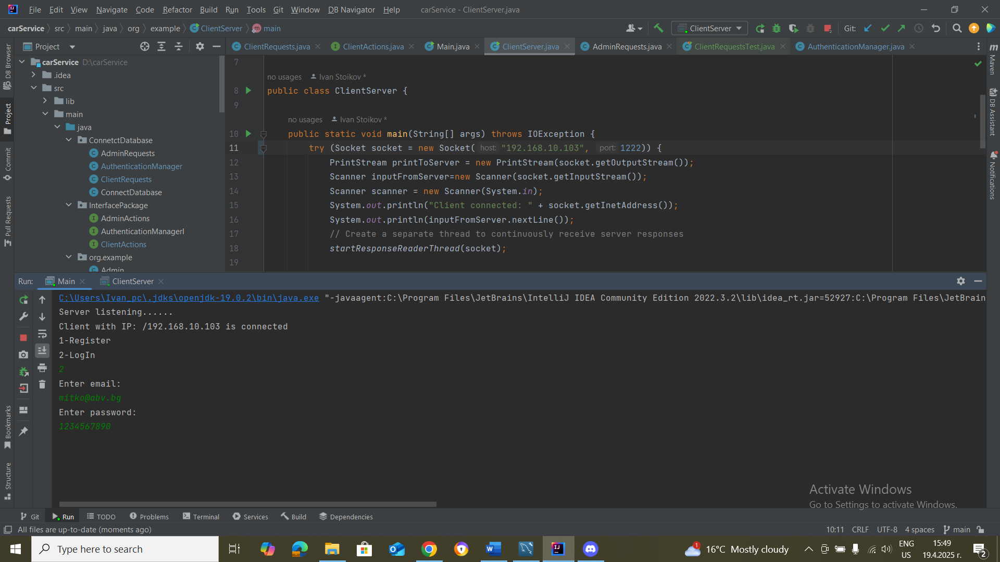 File Edit View Navigate Code Refactor Build Run Tools Git Window DB Navigator Help carService - ClientServer.java
carService src main java org example ClientServer main
ClientServer Git:
Project
ClientRequests.java ClientActions.java Main.java ClientServer.java AdminRequests.java ClientRequestsTest.java AuthenticationManager.java
DB Browser
Project
Commit
Pull Requests
Bookmarks
Structure
carService D:\carService
.idea
src
lib
main
java
ConnetctDatabase
AdminRequests
AuthenticationManager
ClientRequests
ConnectDatabase
InterfacePackage
AdminActions
AuthenticationManagerI
ClientActions
org.example
Admin
7
no usages Ivan Stoikov *
8 public class ClientServer {
9
no usages Ivan Stoikov *
10 public static void main(String[] args) throws IOException {
11 try (Socket socket = new Socket( host: "192.168.10.103", port: 1222)) {
12 PrintStream printToServer = new PrintStream(socket.getOutputStream());
13 Scanner inputFromServer=new Scanner(socket.getInputStream());
14 Scanner scanner = new Scanner(System.in);
15 System.out.println("Client connected: " + socket.getInetAddress());
16 System.out.println(inputFromServer.nextLine());
17 // Create a separate thread to continuously receive server responses
18 startResponseReaderThread(socket);
19
m
Maven
DB Assistant
Notifications
Run: Main ClientServer
C:\Users\Ivan_pc\.jdks\openjdk-19.0.2\bin\java.exe "-javaagent:C:\Program Files\JetBrains\IntelliJ IDEA Community Edition 2022.3.2\lib\idea_rt.jar=52927:C:\Program Files\JetBrain
Server listening......
Client with IP: /192.168.10.103 is connected
1-Register
2-LogIn
2
Enter email:
mitko@abv.bg
Enter password:
1234567890
Activate Windows
Go to Settings to activate Windows.
Git Run TODO Problems Terminal Services Build Dependencies
All files are up-to-date (moments ago) 10:11 CRLF UTF-8 4 spaces main
Type here to search
16°C Mostly cloudy
1
ENG
US
15:49
19.4.2025 г.
2